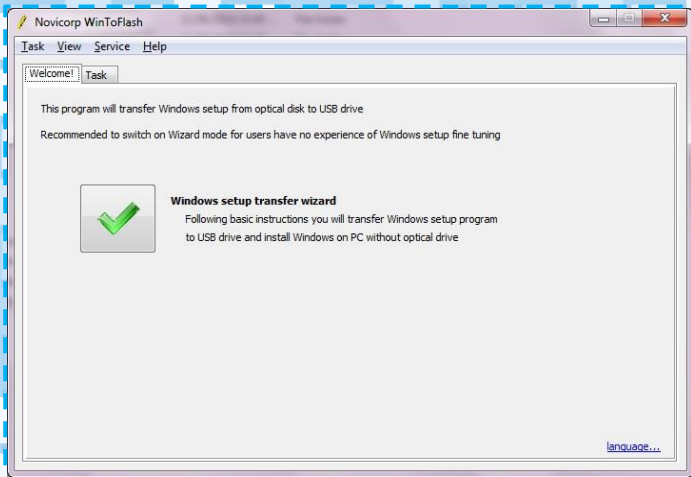 Novicorp WinToFlash
Task View Service Help
Welcome! Task
This program will transfer Windows setup from optical disk to USB drive
Recommended to switch on Wizard mode for users have no experience of Windows setup fine tuning
Windows setup transfer wizard
Following basic instructions you will transfer Windows setup program
to USB drive and install Windows on PC without optical drive
language...